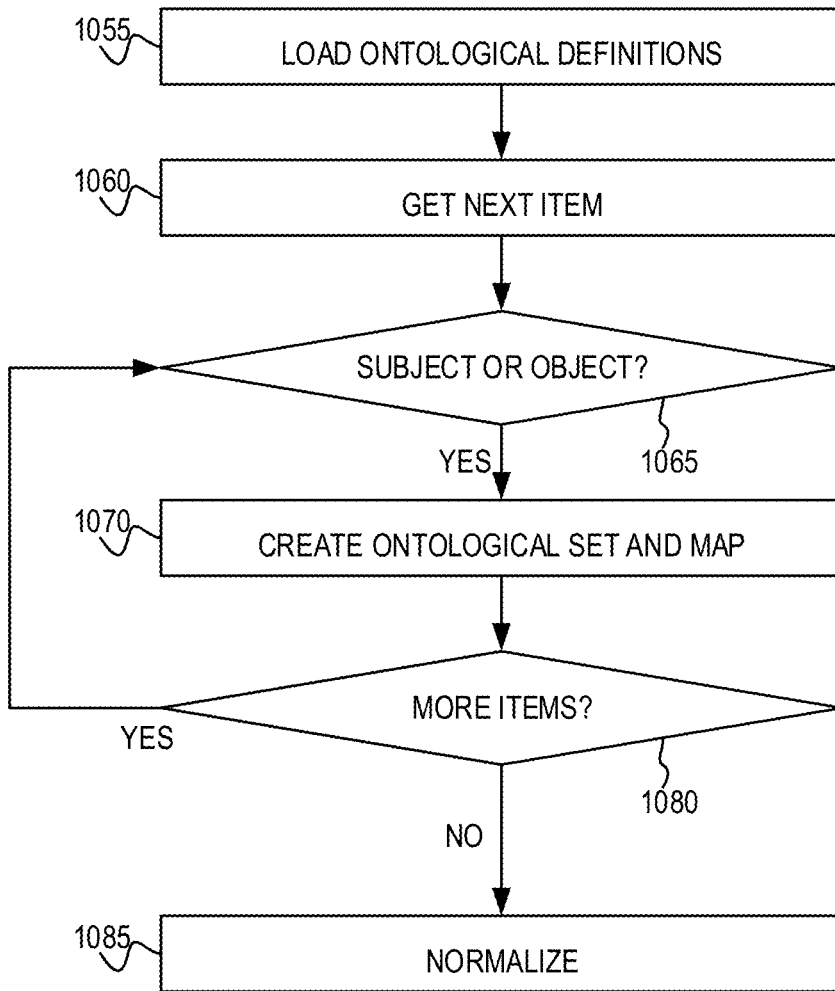 1055
LOAD ONTOLOGICAL DEFINITIONS
1060
GET NEXT ITEM
SUBJECT OR OBJECT?
1065
YES
1070
CREATE ONTOLOGICAL SET AND MAP
MORE ITEMS?
YES
1080
NO
1085
NORMALIZE